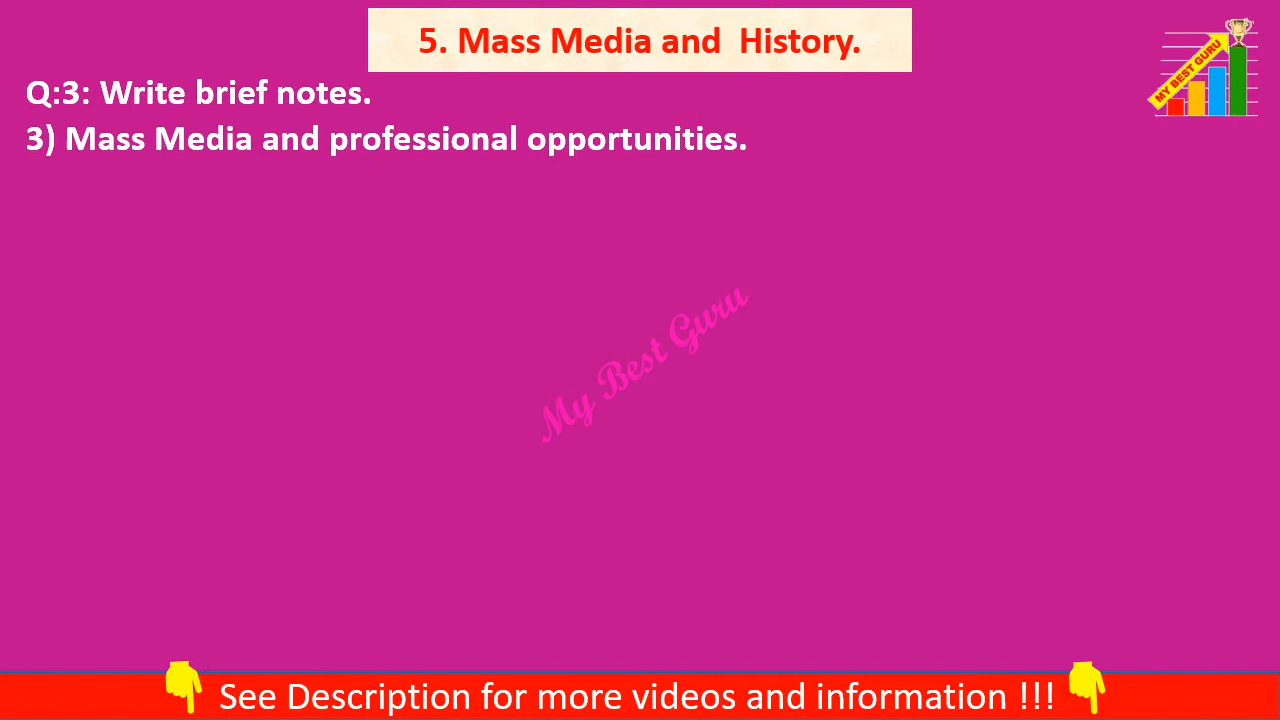 5. Mass Media and  History.
MY BEST GURU
Q:3: Write brief notes.
3) Mass Media and professional opportunities.
My Best Guru
See Description for more videos and information !!!